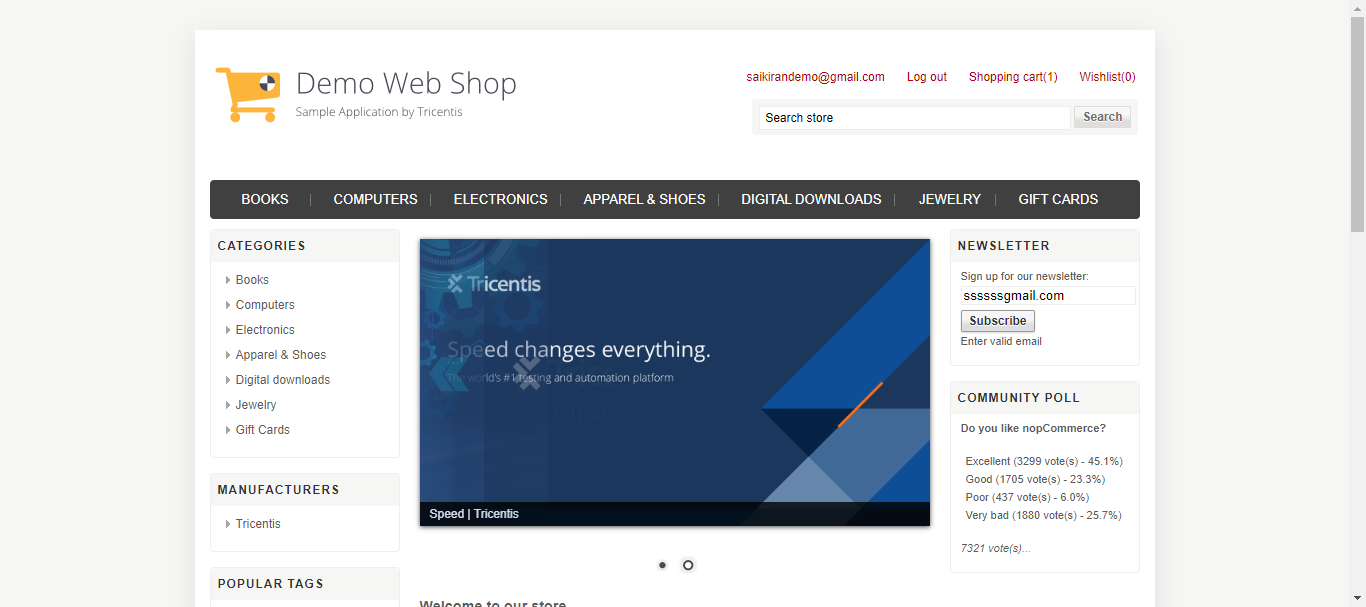 Demo Web Shop
Sample Application by Tricentis
saikirandemo@gmail.com Log out Shopping cart(1) Wishlist(0)
Search store Search
BOOKS COMPUTERS ELECTRONICS APPAREL & SHOES DIGITAL DOWNLOADS JEWELRY GIFT CARDS
CATEGORIES
Books
Computers
Electronics
Apparel & Shoes
Digital downloads
Jewelry
Gift Cards
MANUFACTURERS
Tricentis
POPULAR TAGS
Tricentis
Speed changes everything.
The world's #1 testing and automation platform
Speed | Tricentis
Welcome to our store
NEWSLETTER
Sign up for our newsletter:
ssssssgmail.com
Subscribe
Enter valid email
COMMUNITY POLL
Do you like nopCommerce?
Excellent (3299 vote(s) - 45.1%)
Good (1705 vote(s) - 23.3%)
Poor (437 vote(s) - 6.0%)
Very bad (1880 vote(s) - 25.7%)
7321 vote(s)...